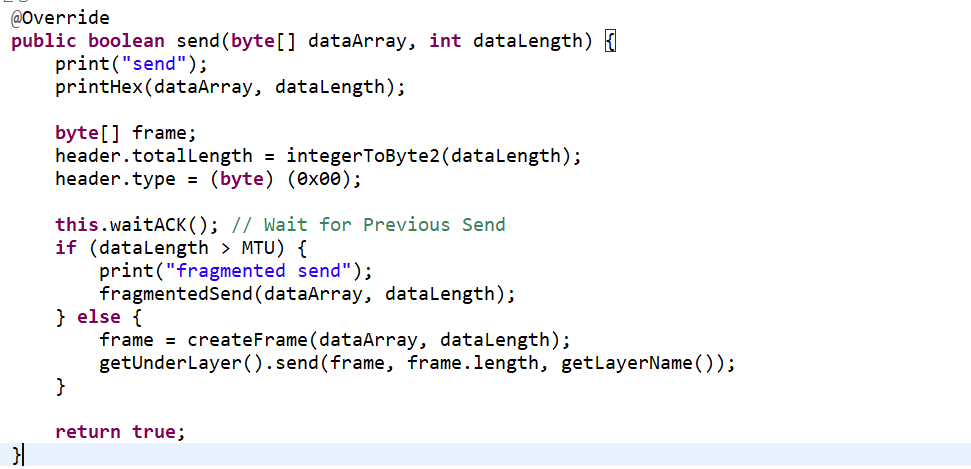 @Override
public boolean send(byte[] dataArray, int dataLength) {
    print("send");
    printHex(dataArray, dataLength);

    byte[] frame;
    header.totalLength = integerToByte2(dataLength);
    header.type = (byte) (0x00);

    this.waitACK(); // Wait for Previous Send
    if (dataLength > MTU) {
        print("fragmented send");
        fragmentedSend(dataArray, dataLength);
    } else {
        frame = createFrame(dataArray, dataLength);
        getUnderLayer().send(frame, frame.length, getLayerName());
    }

    return true;
}